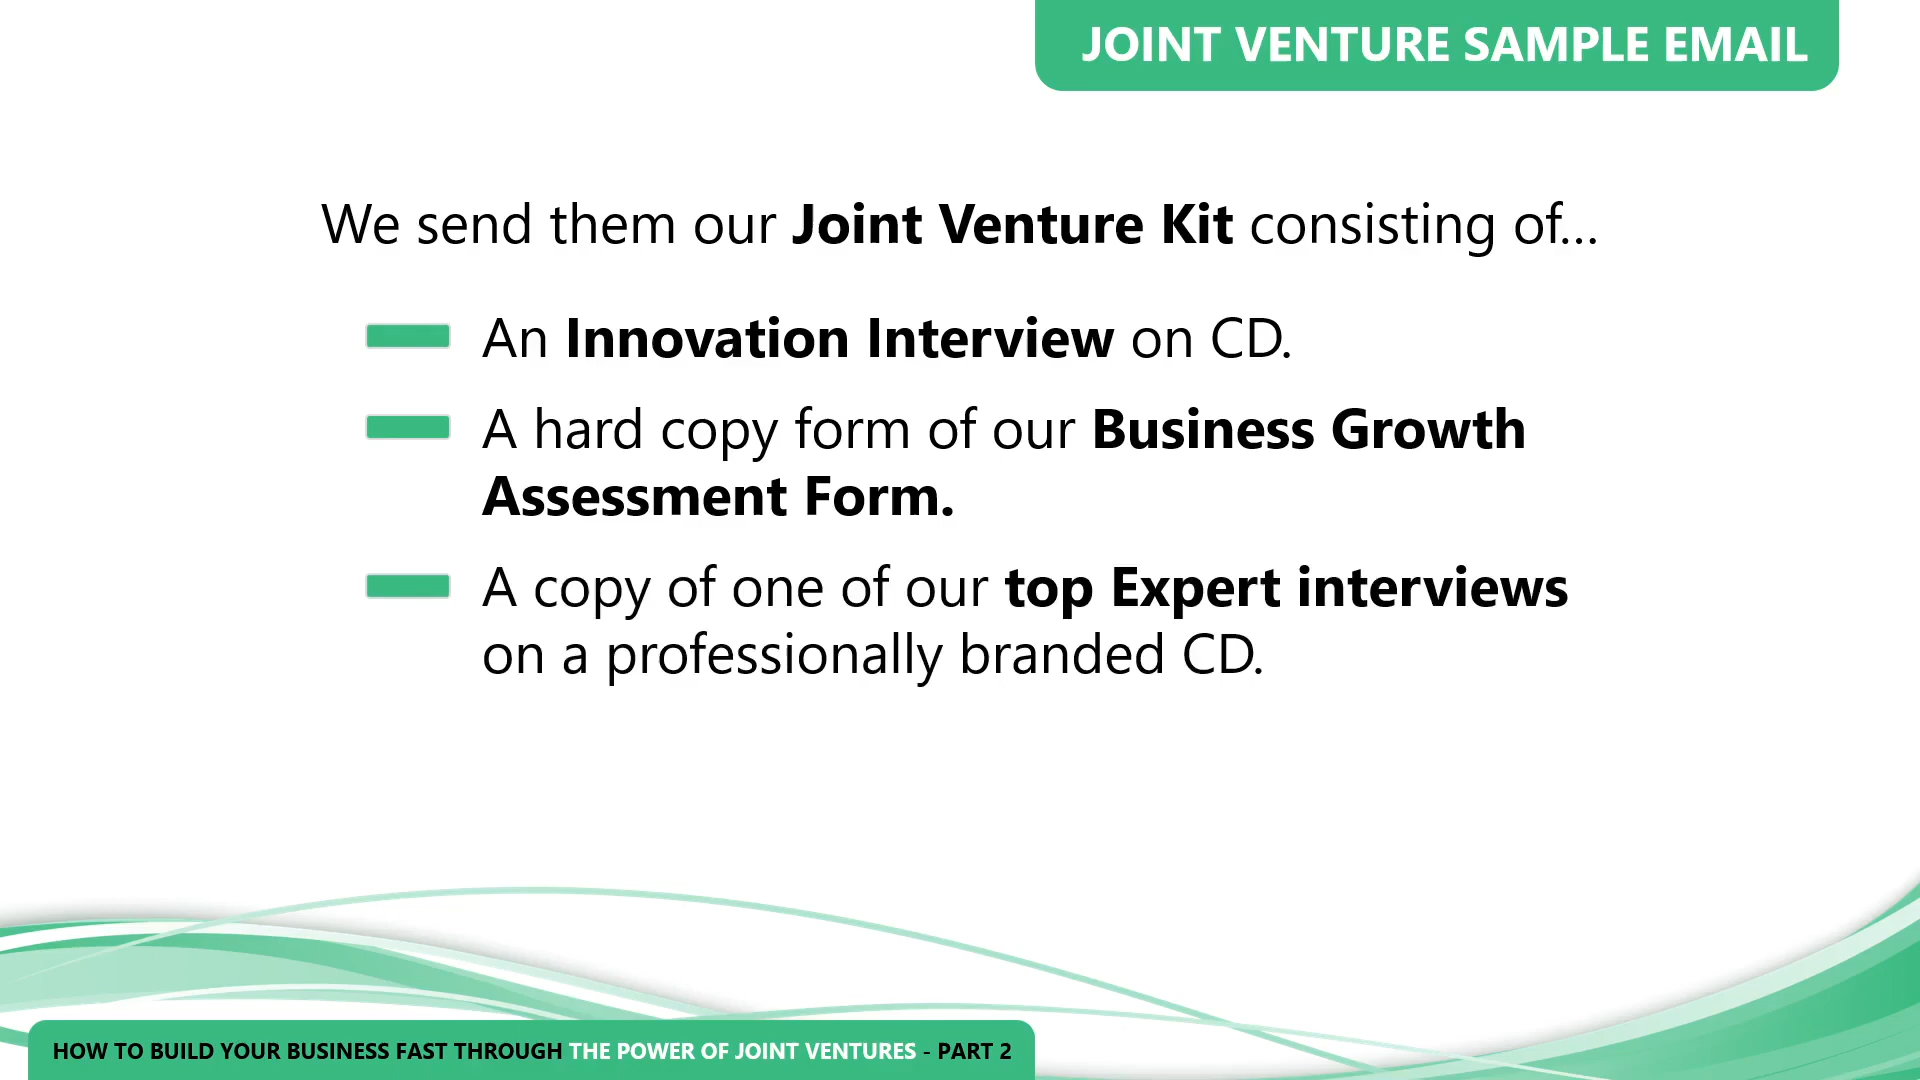 JOINT VENTURE SAMPLE EMAIL
We send them our Joint Venture Kit consisting of...
An Innovation Interview on CD.
A hard copy form of our Business Growth
Assessment Form.
A copy of one of our top Expert interviews
on a professionally branded CD.
HOW TO BUILD YOUR BUSINESS FAST THROUGH THE POWER OF JOINT VENTURES - PART 2